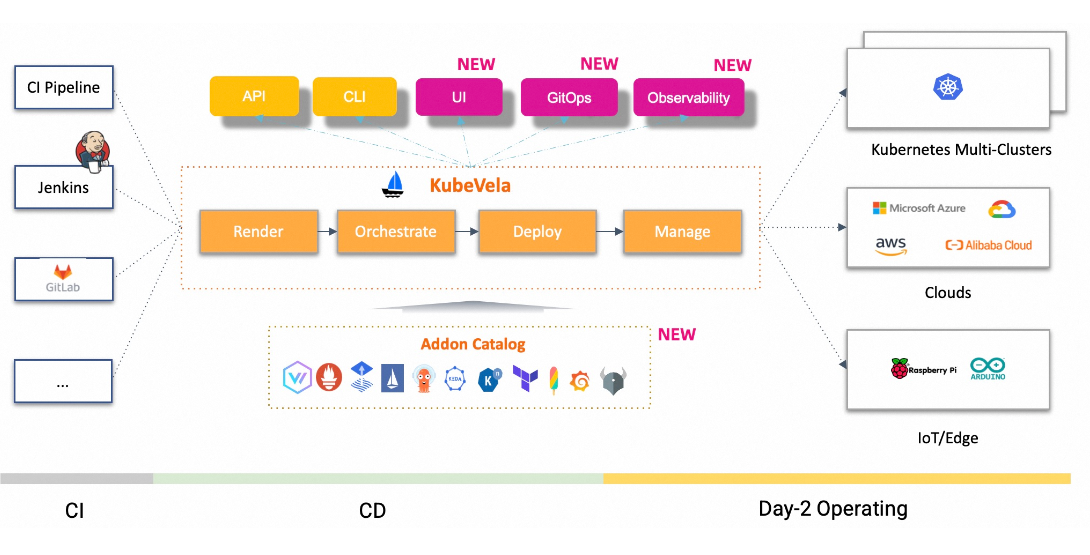 NEW
NEW
NEW
CI Pipeline
API
CLI
UI
GitOps
Observability
Kubernetes Multi-Clusters
Jenkins
KubeVela
Render
Orchestrate
Deploy
Manage
Microsoft Azure
aws
Alibaba Cloud
Clouds
GitLab
NEW
Addon Catalog
KEDA
K
n
...
Raspberry Pi
ARDUINO
IoT/Edge
CI
CD
Day-2 Operating